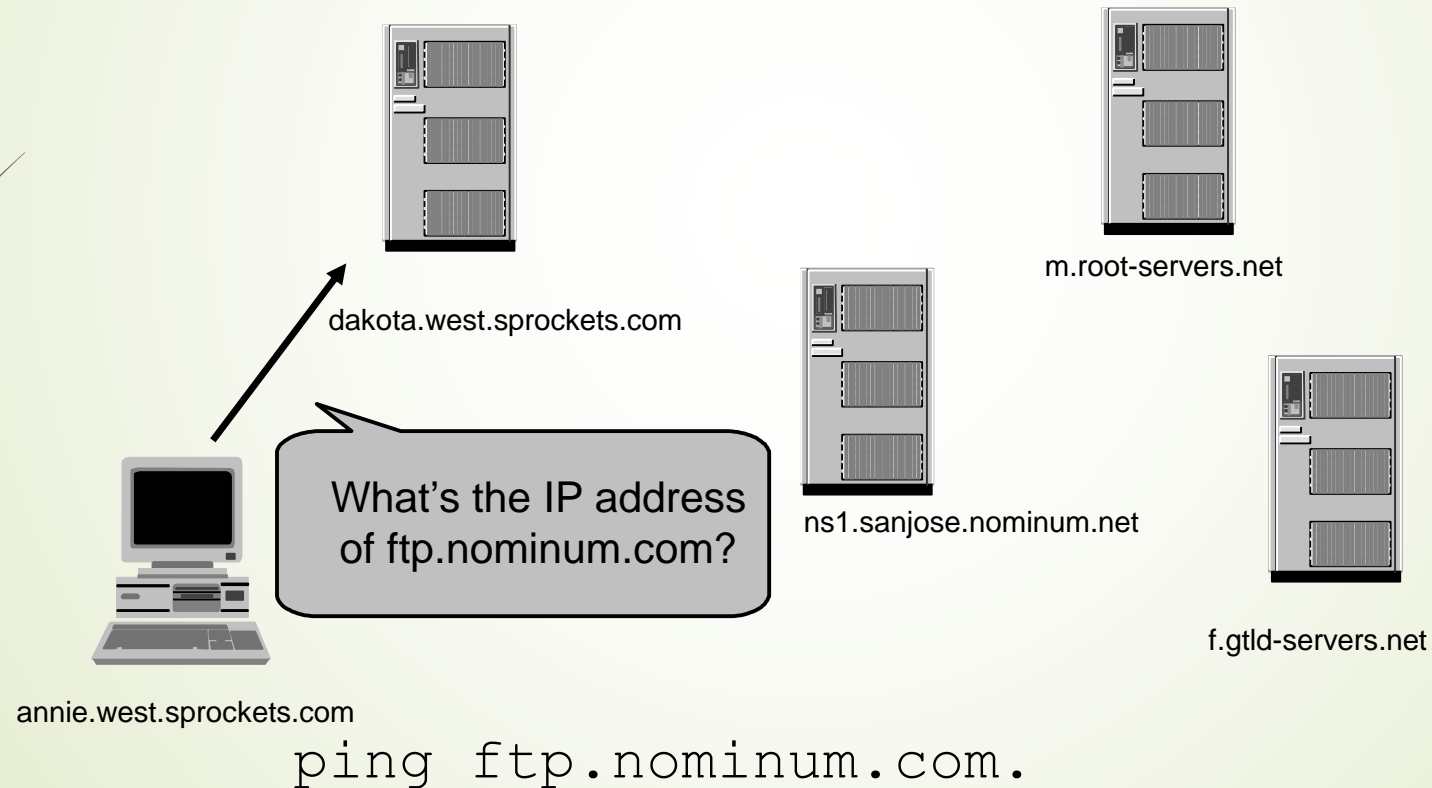 m.root-servers.net
dakota.west.sprockets.com
What’s the IP address
of ftp.nominum.com?
ns1.sanjose.nominum.net
f.gtld-servers.net
annie.west.sprockets.com
ping ftp.nominum.com.